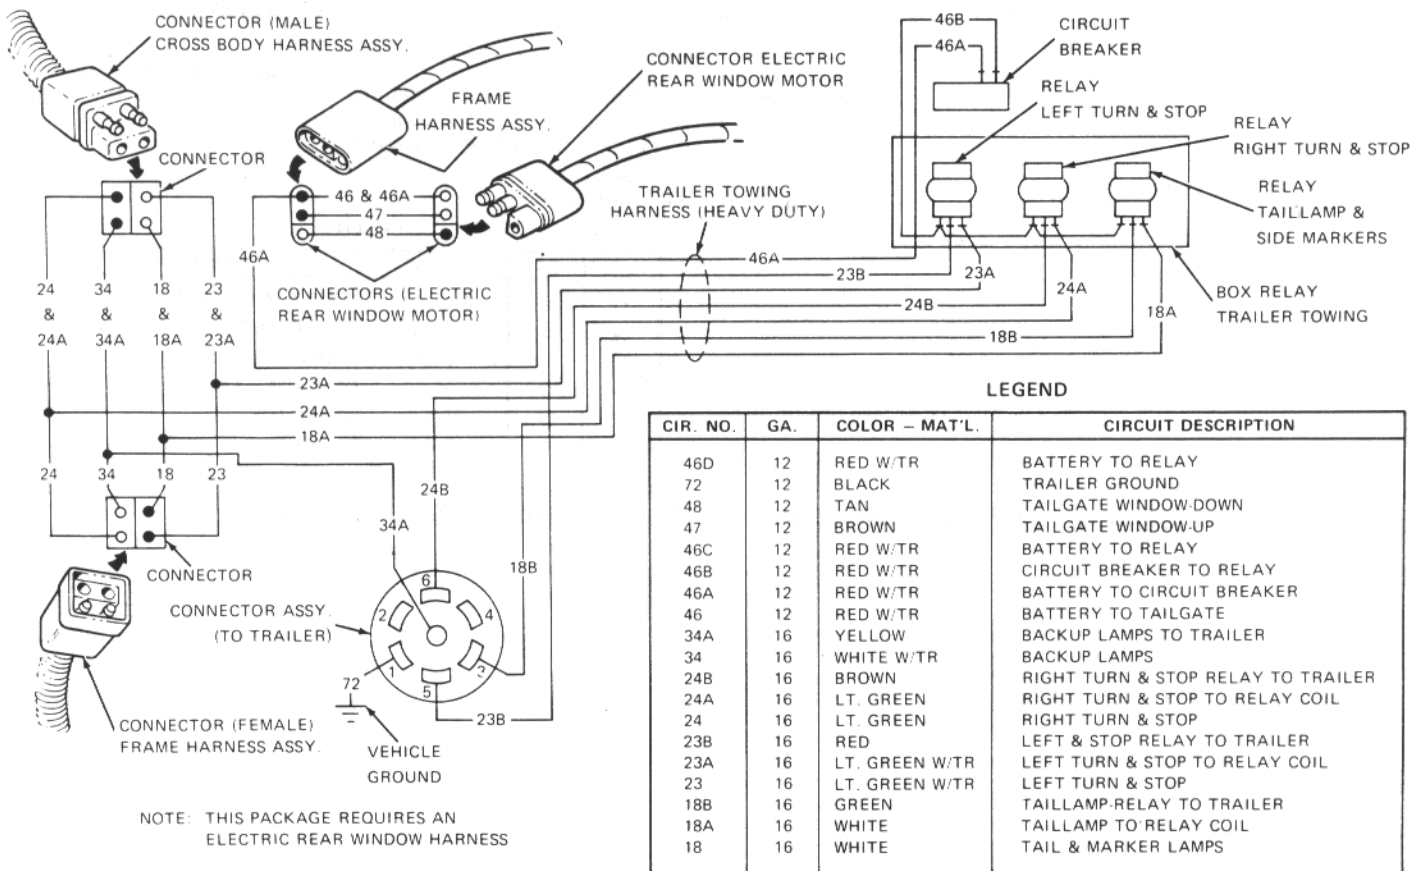 CONNECTOR (MALE)
CROSS BODY HARNESS ASSY.
CONNECTOR
FRAME
HARNESS ASSY.
CONNECTOR ELECTRIC
REAR WINDOW MOTOR
46B
46A
CIRCUIT
BREAKER
RELAY
LEFT TURN & STOP
RELAY
RIGHT TURN & STOP
RELAY
TAILLAMP &
SIDE MARKERS
BOX RELAY
TRAILER TOWING
TRAILER TOWING
HARNESS (HEAVY DUTY)
46 & 46A
47
48
46A
CONNECTORS (ELECTRIC
REAR WINDOW MOTOR)
46A
23B
23A
24B
24A
18B
18A
24 34 18 23
& & & &
24A 34A 18A 23A
23A
24A
18A
24 34 18 23
24B
34A
18B
CONNECTOR
CONNECTOR ASSY.
(TO TRAILER)
6
2
4
1
3
5
72
23B
CONNECTOR (FEMALE)
FRAME HARNESS ASSY.
VEHICLE
GROUND
NOTE: THIS PACKAGE REQUIRES AN
ELECTRIC REAR WINDOW HARNESS
LEGEND
CIR. NO. GA. COLOR – MAT'L. CIRCUIT DESCRIPTION
46D 12 RED W/TR BATTERY TO RELAY
72 12 BLACK TRAILER GROUND
48 12 TAN TAILGATE WINDOW-DOWN
47 12 BROWN TAILGATE WINDOW-UP
46C 12 RED W/TR BATTERY TO RELAY
46B 12 RED W/TR CIRCUIT BREAKER TO RELAY
46A 12 RED W/TR BATTERY TO CIRCUIT BREAKER
46 12 RED W/TR BATTERY TO TAILGATE
34A 16 YELLOW BACKUP LAMPS TO TRAILER
34 16 WHITE W/TR BACKUP LAMPS
24B 16 BROWN RIGHT TURN & STOP RELAY TO TRAILER
24A 16 LT. GREEN RIGHT TURN & STOP TO RELAY COIL
24 16 LT. GREEN RIGHT TURN & STOP
23B 16 RED LEFT & STOP RELAY TO TRAILER
23A 16 LT. GREEN W/TR LEFT TURN & STOP TO RELAY COIL
23 16 LT. GREEN W/TR LEFT TURN & STOP
18B 16 GREEN TAILLAMP-RELAY TO TRAILER
18A 16 WHITE TAILLAMP TO RELAY COIL
18 16 WHITE TAIL & MARKER LAMPS